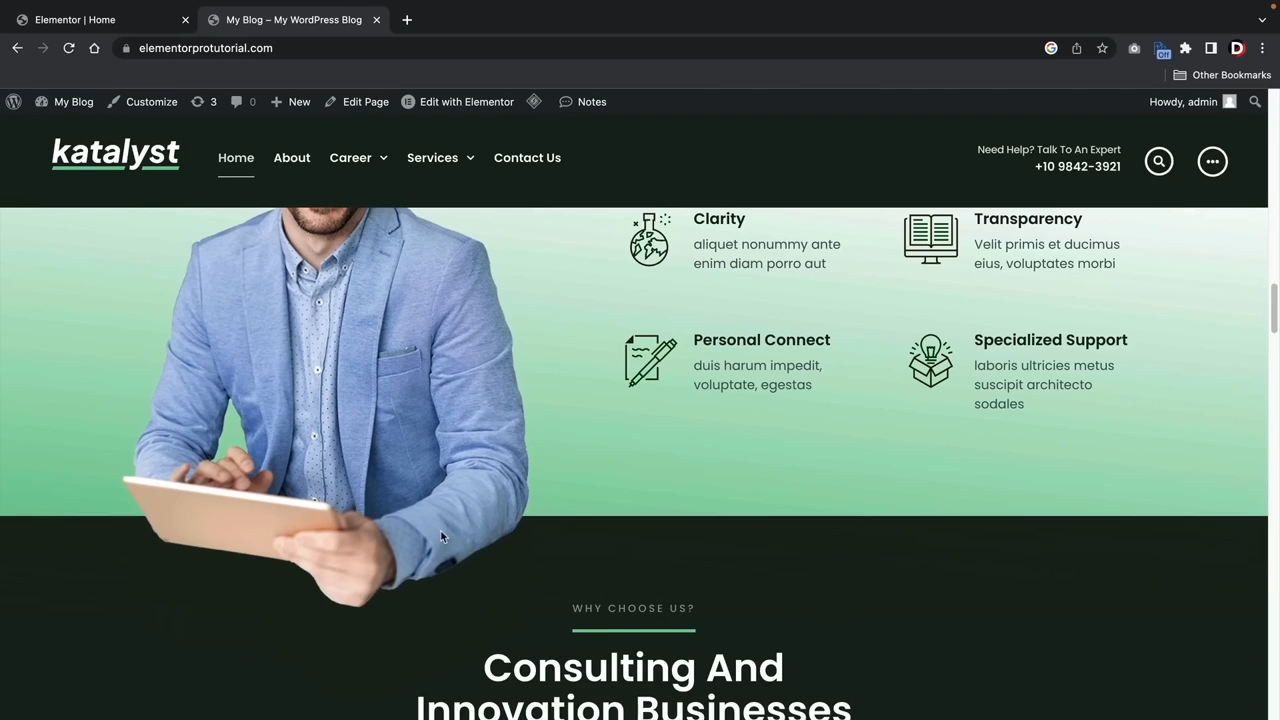 Elementor | Home
My Blog – My WordPress Blog
elementorprotutorial.com
Off
D
Other Bookmarks
My Blog
Customize
3
0
New
Edit Page
Edit with Elementor
Notes
Howdy, admin
katalyst
Home
About
Career
Services
Contact Us
Need Help? Talk To An Expert
+10 9842-3921
Clarity
aliquet nonummy ante
enim diam porro aut
Transparency
Velit primis et ducimus
eius, voluptates morbi
Personal Connect
duis harum impedit,
voluptate, egestas
Specialized Support
laboris ultricies metus
suscipit architecto
sodales
WHY CHOOSE US?
Consulting And
Innovation Businesses